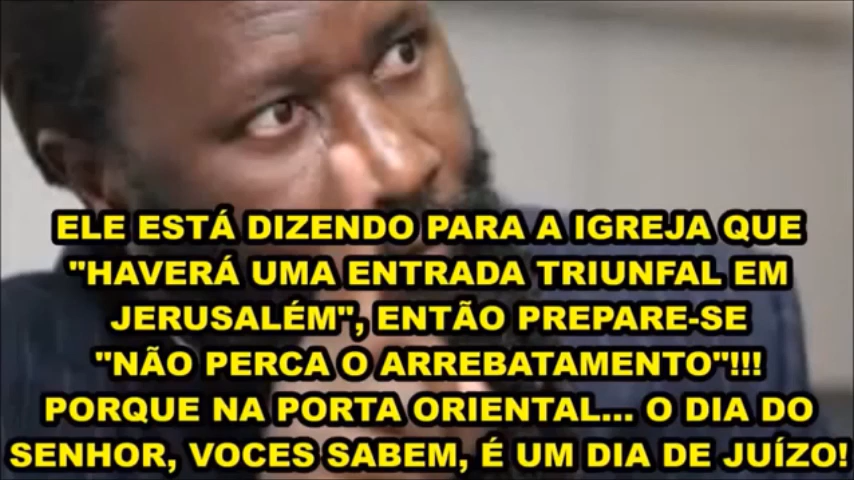 ELE ESTÁ DIZENDO PARA A IGREJA QUE
"HAVERÁ UMA ENTRADA TRIUNFAL EM
JERUSALÉM", ENTÃO PREPARE-SE
"NÃO PERCA O ARREBATAMENTO"!!!
PORQUE NA PORTA ORIENTAL... O DIA DO
SENHOR, VOCES SABEM, É UM DIA DE JUÍZO!